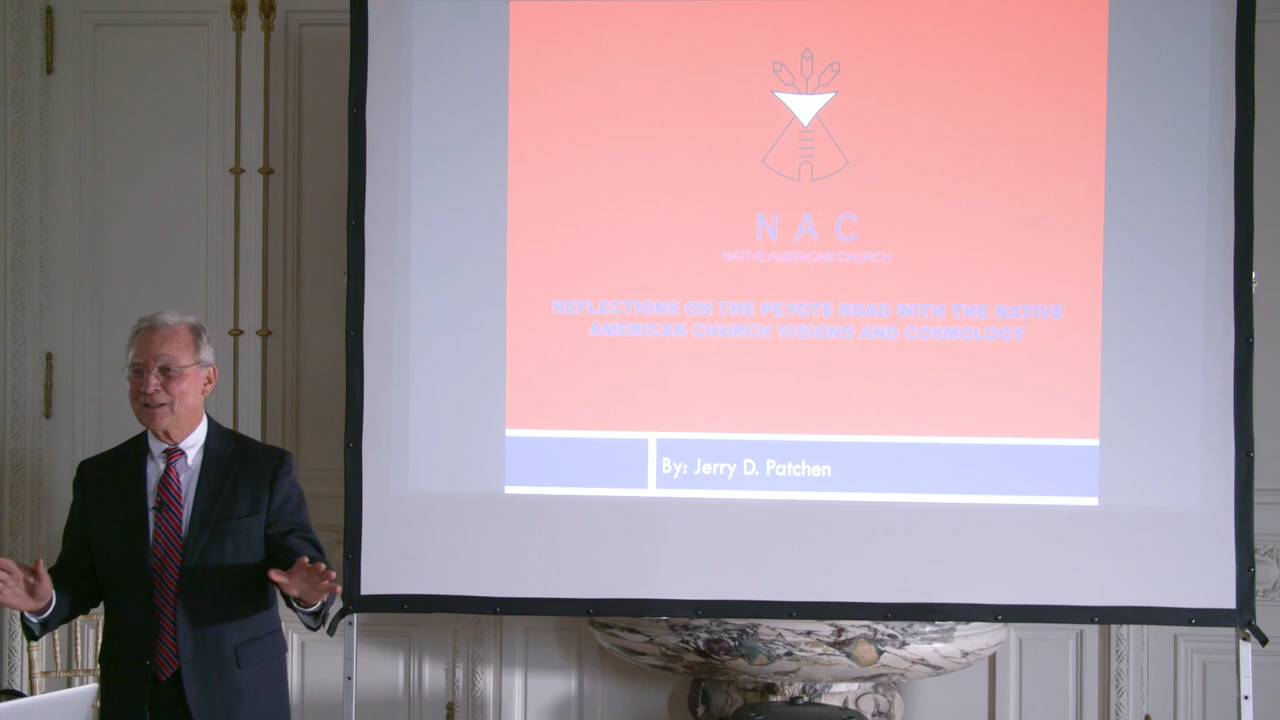 N A C
NATIVE AMERICAN CHURCH
REFLECTIONS ON THE PEYOTE ROAD WITH THE NATIVE
AMERICAN CHURCH VISIONS AND COSMOLOGY
By: Jerry D. Patchen